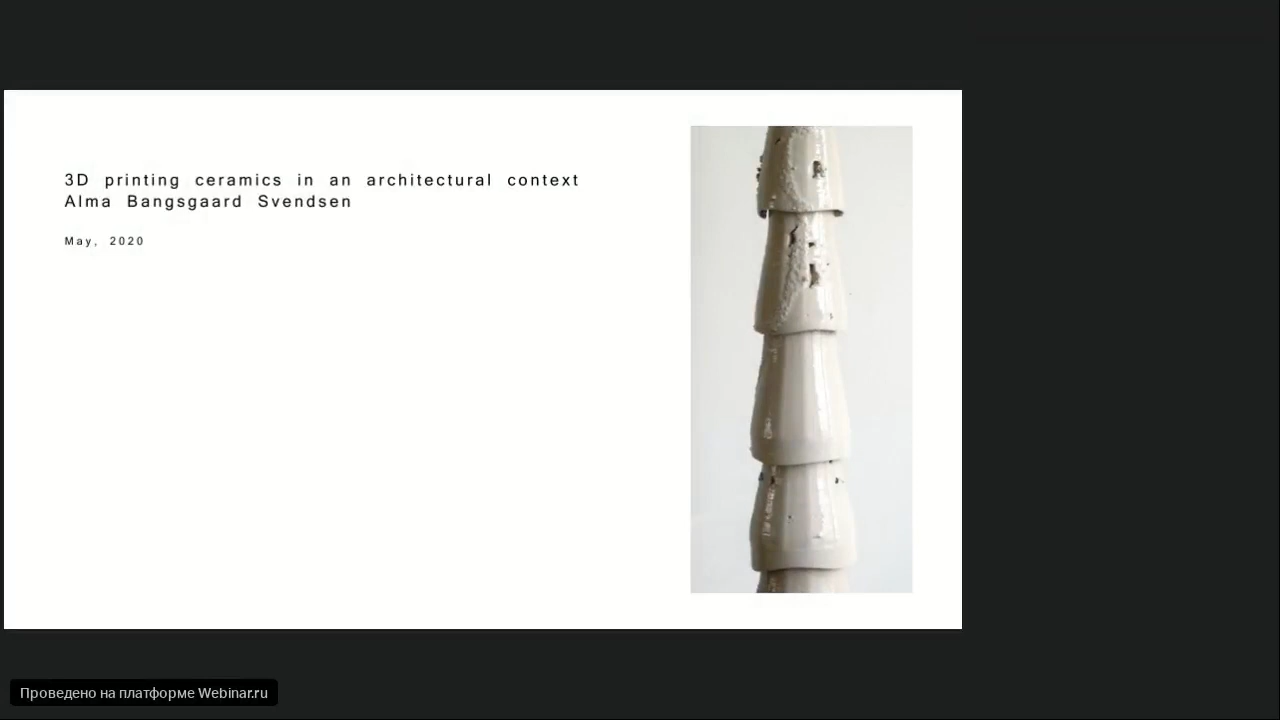 3D printing ceramics in an architectural context
Alma Bangsgaard Svendsen
May, 2020
Проведено на платформе Webinar.ru